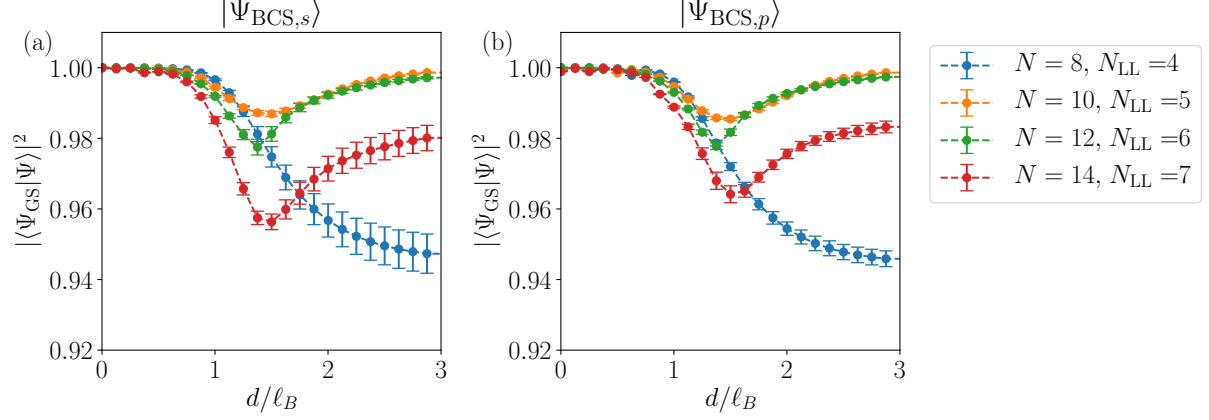 |Ψ_BCS,s⟩
|Ψ_BCS,p⟩
(a)
(b)
|⟨Ψ_GS|Ψ⟩|²
1.00
0.98
0.96
0.94
0.92
0 1 2 3
d/ℓ_B
|⟨Ψ_GS|Ψ⟩|²
1.00
0.98
0.96
0.94
0.92
0 1 2 3
d/ℓ_B
N = 8, N_LL =4
N = 10, N_LL =5
N = 12, N_LL =6
N = 14, N_LL =7